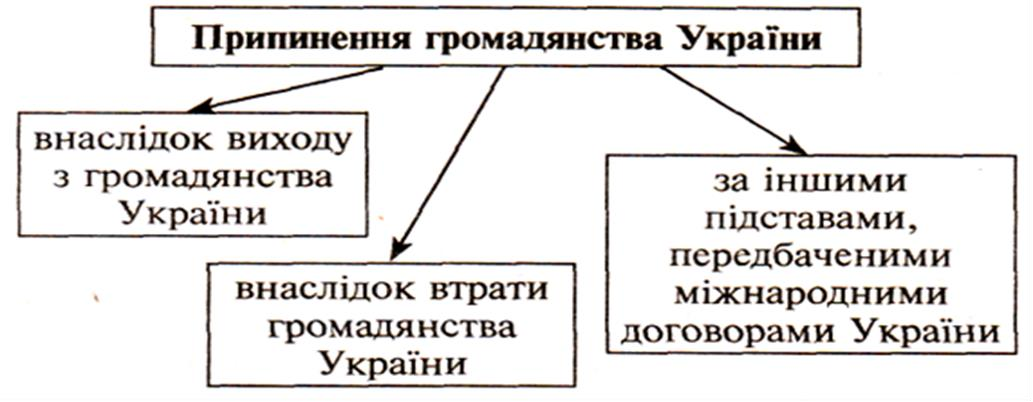 Припинення громадянства України
внаслідок виходу
з громадянства
України
внаслідок втрати
громадянства
України
за іншими
підставами,
передбаченими
міжнародними
договорами України